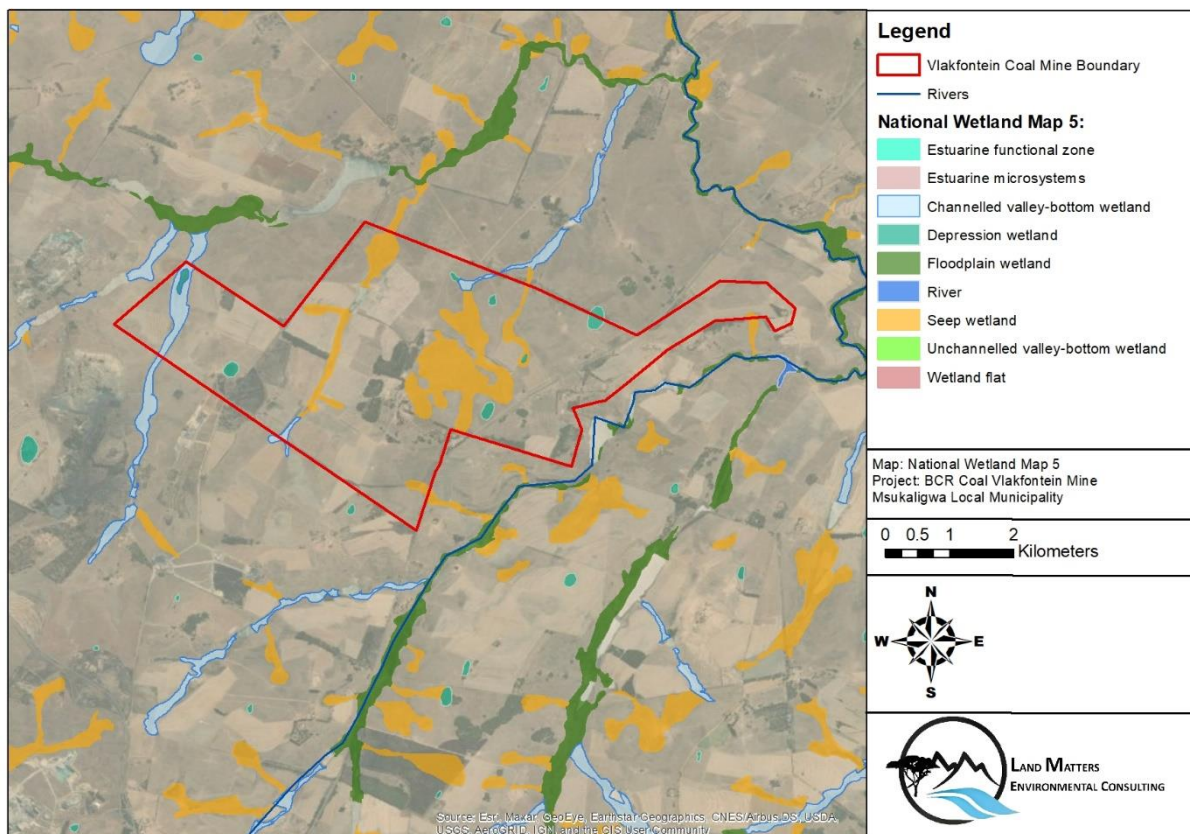 Legend
Vlakfontein Coal Mine Boundary
Rivers
National Wetland Map 5:
Estuarine functional zone
Estuarine microsystems
Channelled valley-bottom wetland
Depression wetland
Floodplain wetland
River
Seep wetland
Unchannelled valley-bottom wetland
Wetland flat
Map: National Wetland Map 5
Project: BCR Coal Vlakfontein Mine
Msukaligwa Local Municipality
0 0.5 1 2
Kilometers
N
W E
S
LAND MATTERS
ENVIRONMENTAL CONSULTING
Source: Esri, Maxar, GeoEye, Earthstar Geographics, CNES/Airbus DS, USDA,
USGS, AeroGRID, IGN, and the GIS User Community